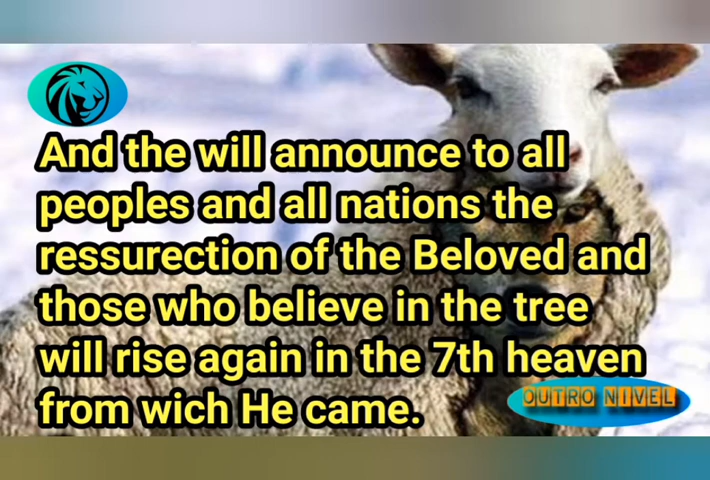 And the will announce to all
peoples and all nations the
ressurection of the Beloved and
those who believe in the tree
will rise again in the 7th heaven
from wich He came.
OUTRO NIVEL